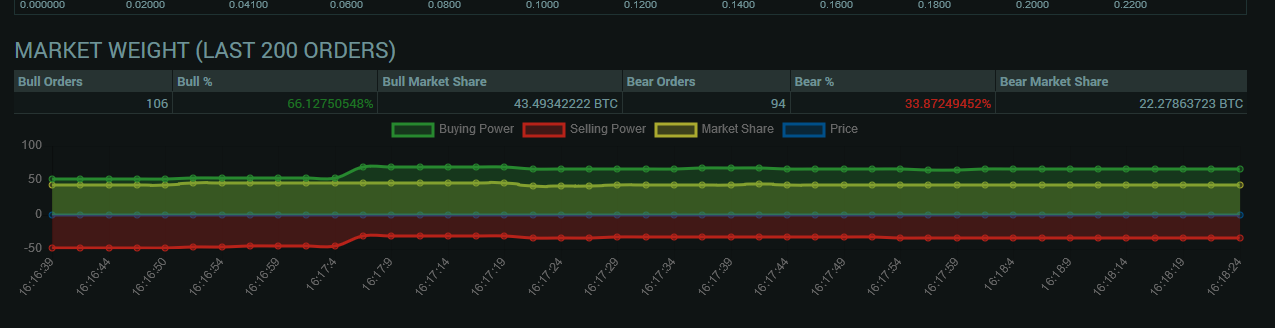 0.000000 0.02000 0.04100 0.0600 0.0800 0.1000 0.1200 0.1400 0.1600 0.1800 0.2000 0.2200
MARKET WEIGHT (LAST 200 ORDERS)
Bull Orders Bull % Bull Market Share Bear Orders Bear % Bear Market Share
106 66.12750548% 43.49342222 BTC 94 33.87249452% 22.27863723 BTC
Buying Power Selling Power Market Share Price
100
50
0
-50
16:16:39 16:16:44 16:16:50 16:16:54 16:16:59 16:17:4 16:17:9 16:17:14 16:17:19 16:17:24 16:17:29 16:17:34 16:17:39 16:17:44 16:17:49 16:17:54 16:17:59 16:18:4 16:18:9 16:18:14 16:18:19 16:18:24